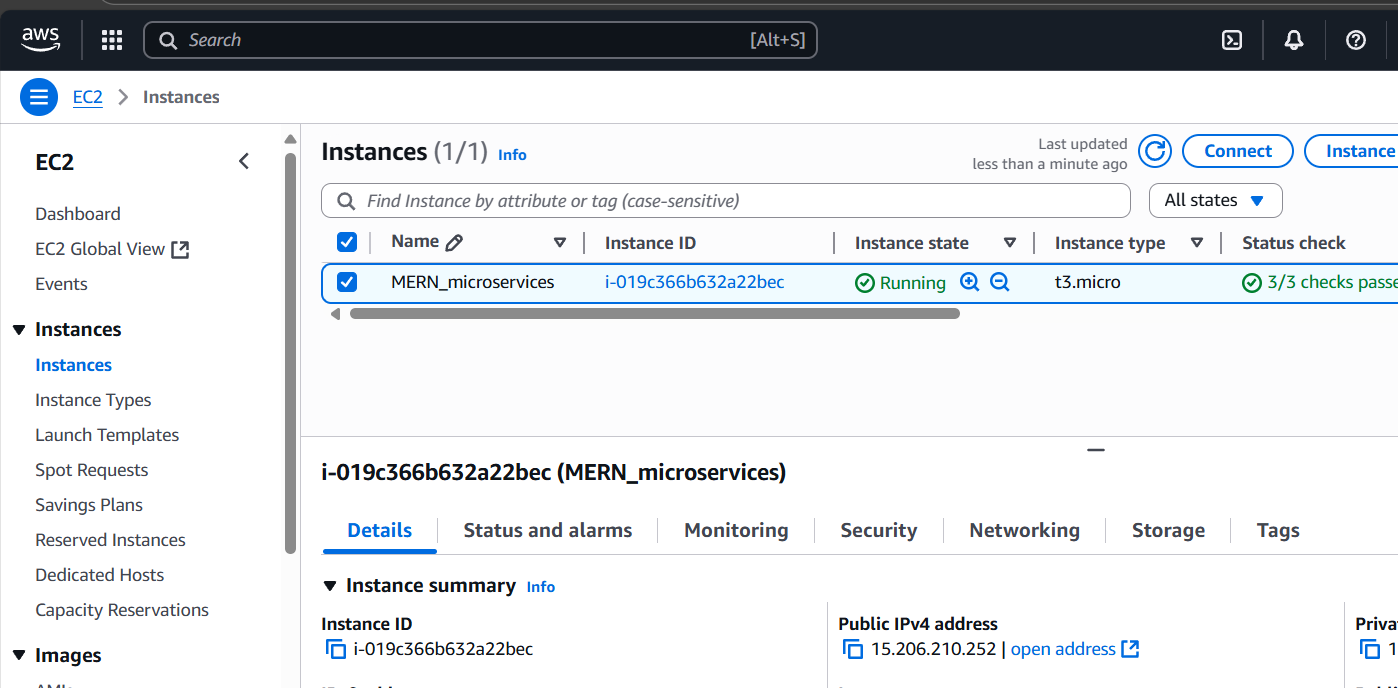 aws
Search [Alt+S]
EC2 Instances
EC2
Dashboard
EC2 Global View
Events
Instances
Instances
Instance Types
Launch Templates
Spot Requests
Savings Plans
Reserved Instances
Dedicated Hosts
Capacity Reservations
Images
Instances (1/1) Info
Last updated
less than a minute ago
Connect
Instance
Find Instance by attribute or tag (case-sensitive)
All states
Name Instance ID Instance state Instance type Status check
MERN_microservices i-019c366b632a22bec Running t3.micro 3/3 checks passe
i-019c366b632a22bec (MERN_microservices)
Details Status and alarms Monitoring Security Networking Storage Tags
Instance summary Info
Instance ID
i-019c366b632a22bec
Public IPv4 address
15.206.210.252 | open address
Priva
1